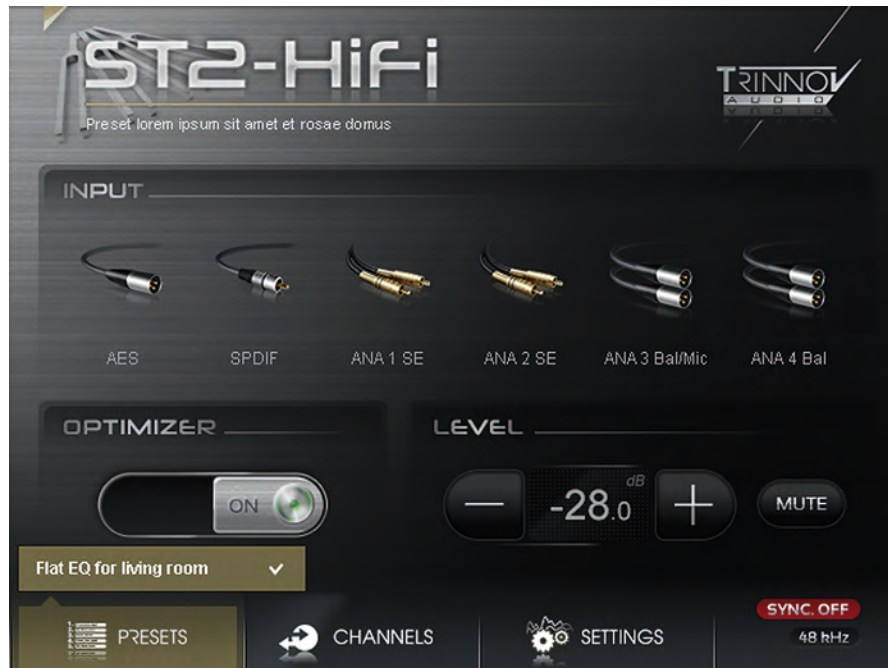 ST2-HiFi
TRINNOV
AUDIO
Preset lorem ipsum sit amet et rosae domus
INPUT
AES
SPDIF
ANA 1 SE
ANA 2 SE
ANA 3 Bal/Mic
ANA 4 Bal
OPTIMIZER
LEVEL
ON
-28.0
dB
MUTE
Flat EQ for living room
PRESETS
CHANNELS
SETTINGS
SYNC. OFF
48 kHz